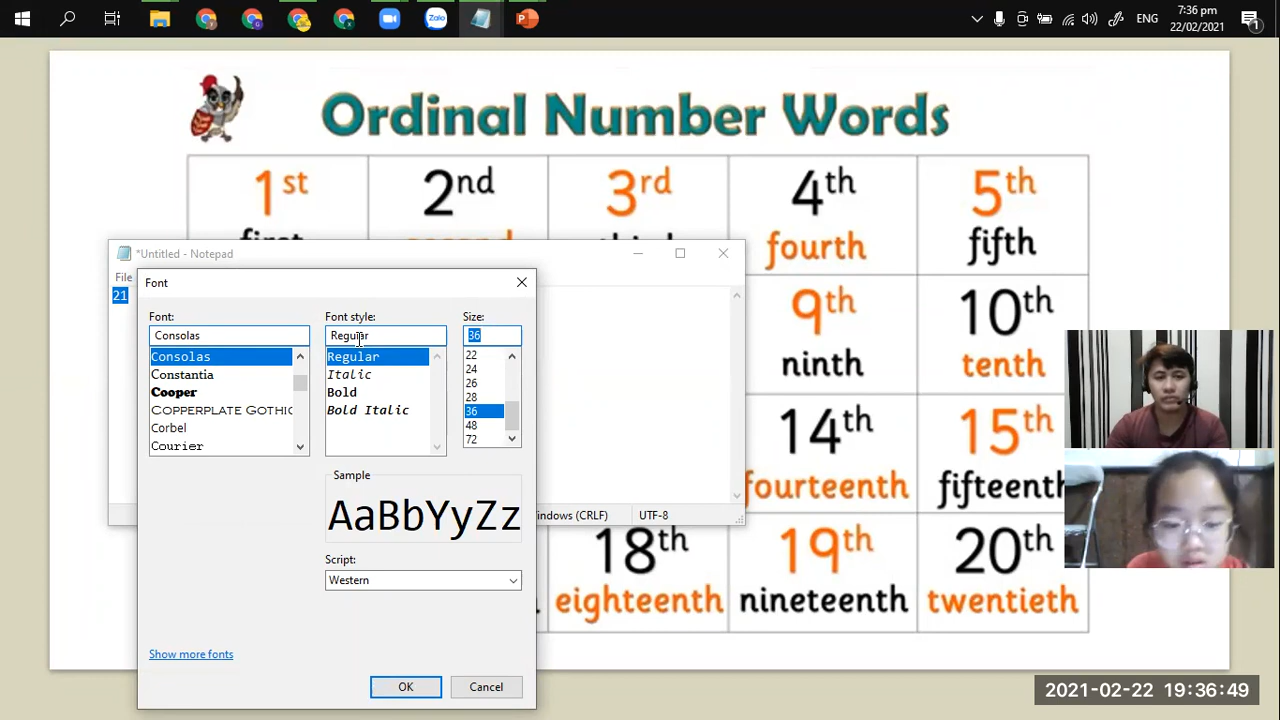 ENG
7:36 pm
22/02/2021
1
Ordinal Number Words
1st
2nd
3rd
4th
5th
fourth
fifth
*Untitled - Notepad
File
21
Font
Font:
Font style:
Size:
Consolas
Regular
36
Consolas
Constantia
Cooper
COPPERPLATE GOTHIC
Corbel
Courier
Regular
Italic
Bold
Bold Italic
22
24
26
28
36
48
72
Sample
AaBbYyZz
Script:
Western
Show more fonts
OK
Cancel
indows (CRLF)
UTF-8
9th
10th
ninth
tenth
14th
15th
fourteenth
fifteenth
18th
19th
20th
eighteenth
nineteenth
twentieth
2021-02-22 19:36:49